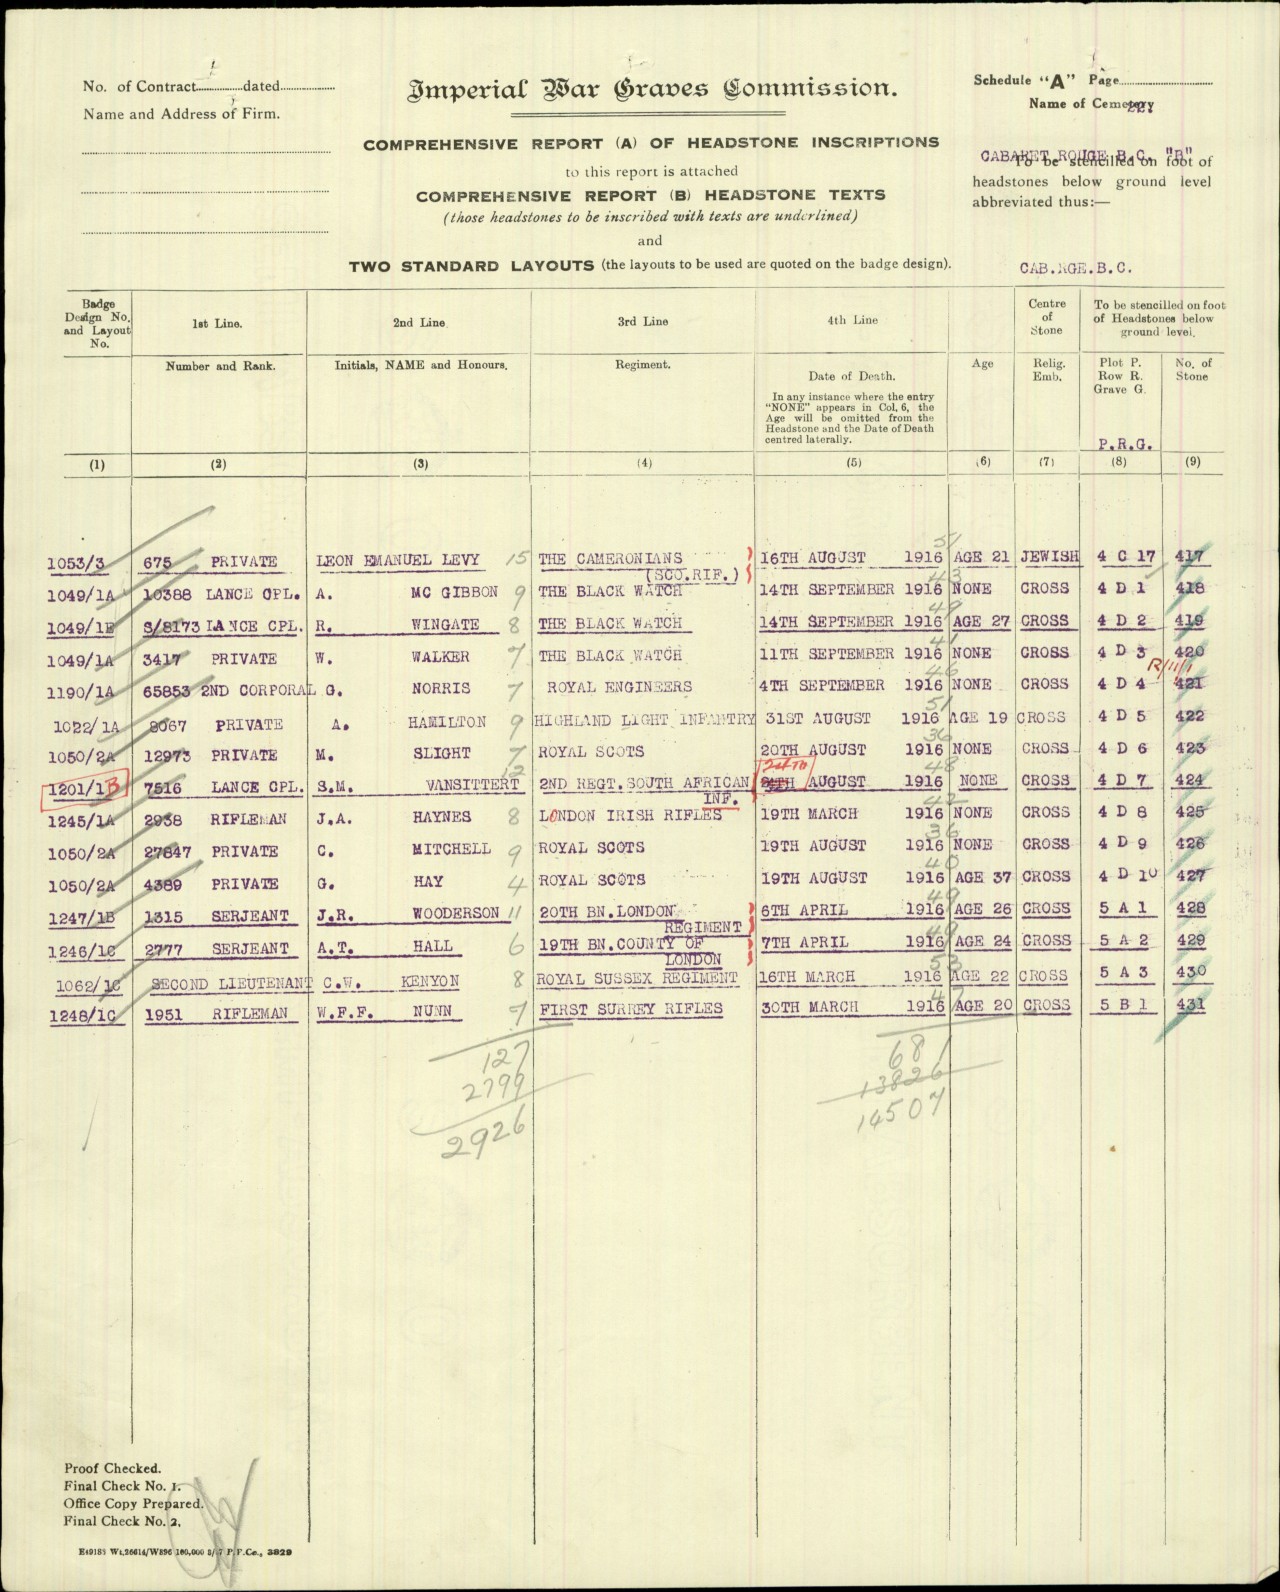 No. of Contract..............dated................
Name and Address of Firm.
Imperial War Graves Commission.
COMPREHENSIVE REPORT (A) OF HEADSTONE INSCRIPTIONS
to this report is attached
COMPREHENSIVE REPORT (B) HEADSTONE TEXTS
(those headstones to be inscribed with texts are underlined)
and
TWO STANDARD LAYOUTS (the layouts to be used are quoted on the badge design).
Schedule "A" Page........................
Name of Cemetery
CABARET ROUGE B.C. "B"
To be stencilled on foot of
headstones below ground level
abbreviated thus:—
CAB.RGE.B.C.
Badge Design No. and Layout No.
1st Line.
2nd Line
3rd Line
4th Line
Centre of Stone
To be stencilled on foot of Headstones below ground level.
Number and Rank.
Initials, NAME and Honours.
Regiment.
Date of Death.
In any instance where the entry "NONE" appears in Col. 6, the Age will be omitted from the Headstone and the Date of Death centred laterally.
Age
Relig. Emb.
Plot P. Row R. Grave G.
P.R.G.
No. of Stone
(1) (2) (3) (4) (5) (6) (7) (8) (9)
1053/3 675 PRIVATE LEON EMANUEL LEVY 15 THE CAMERONIANS (SCO.RIF.) 16TH AUGUST 1916 51 AGE 21 JEWISH 4 C 17 417
1049/1A 10388 LANCE CPL. A. MC GIBBON 9 THE BLACK WATCH 14TH SEPTEMBER 1916 43 NONE CROSS 4 D 1 418
1049/1B S/8173 LANCE CPL. R. WINGATE 8 THE BLACK WATCH 14TH SEPTEMBER 1916 49 AGE 27 CROSS 4 D 2 419
1049/1A 3417 PRIVATE W. WALKER 7 THE BLACK WATCH 11TH SEPTEMBER 1916 41 NONE CROSS 4 D 3 420
1190/1A 65853 2ND CORPORAL G. NORRIS 7 ROYAL ENGINEERS 4TH SEPTEMBER 1916 46 NONE CROSS 4 D 4 421
1022/1A 8067 PRIVATE A. HAMILTON 9 HIGHLAND LIGHT INFANTRY 31ST AUGUST 1916 51 AGE 19 CROSS 4 D 5 422
1050/2A 12973 PRIVATE M. SLIGHT 7 ROYAL SCOTS 20TH AUGUST 1916 36 NONE CROSS 4 D 6 423
1201/1B 7516 LANCE CPL. S.M. VANSITTERT 12 2ND REGT. SOUTH AFRICAN INF. 24TH AUGUST 1916 48 NONE CROSS 4 D 7 424
1245/1A 2938 RIFLEMAN J.A. HAYNES 8 LONDON IRISH RIFLES 19TH MARCH 1916 42 NONE CROSS 4 D 8 425
1050/2A 27847 PRIVATE C. MITCHELL 9 ROYAL SCOTS 19TH AUGUST 1916 36 NONE CROSS 4 D 9 426
1050/2A 4389 PRIVATE G. HAY 4 ROYAL SCOTS 19TH AUGUST 1916 40 AGE 37 CROSS 4 D 10 427
1247/1B 1315 SERJEANT J.R. WOODERSON 11 20TH BN. LONDON REGIMENT 6TH APRIL 1916 49 AGE 26 CROSS 5 A 1 428
1246/1C 2777 SERJEANT A.T. HALL 6 19TH BN. COUNTY OF LONDON 7TH APRIL 1916 49 AGE 24 CROSS 5 A 2 429
1062/1C SECOND LIEUTENANT C.W. KENYON 8 ROYAL SUSSEX REGIMENT 16TH MARCH 1916 53 AGE 22 CROSS 5 A 3 430
1248/1C 1951 RIFLEMAN W.F.F. NUNN 7 FIRST SURREY RIFLES 30TH MARCH 1916 47 AGE 20 CROSS 5 B 1 431
127 681
2799 13826
2926 14507
Proof Checked.
Final Check No. 1.
Office Copy Prepared.
Final Check No. 2.